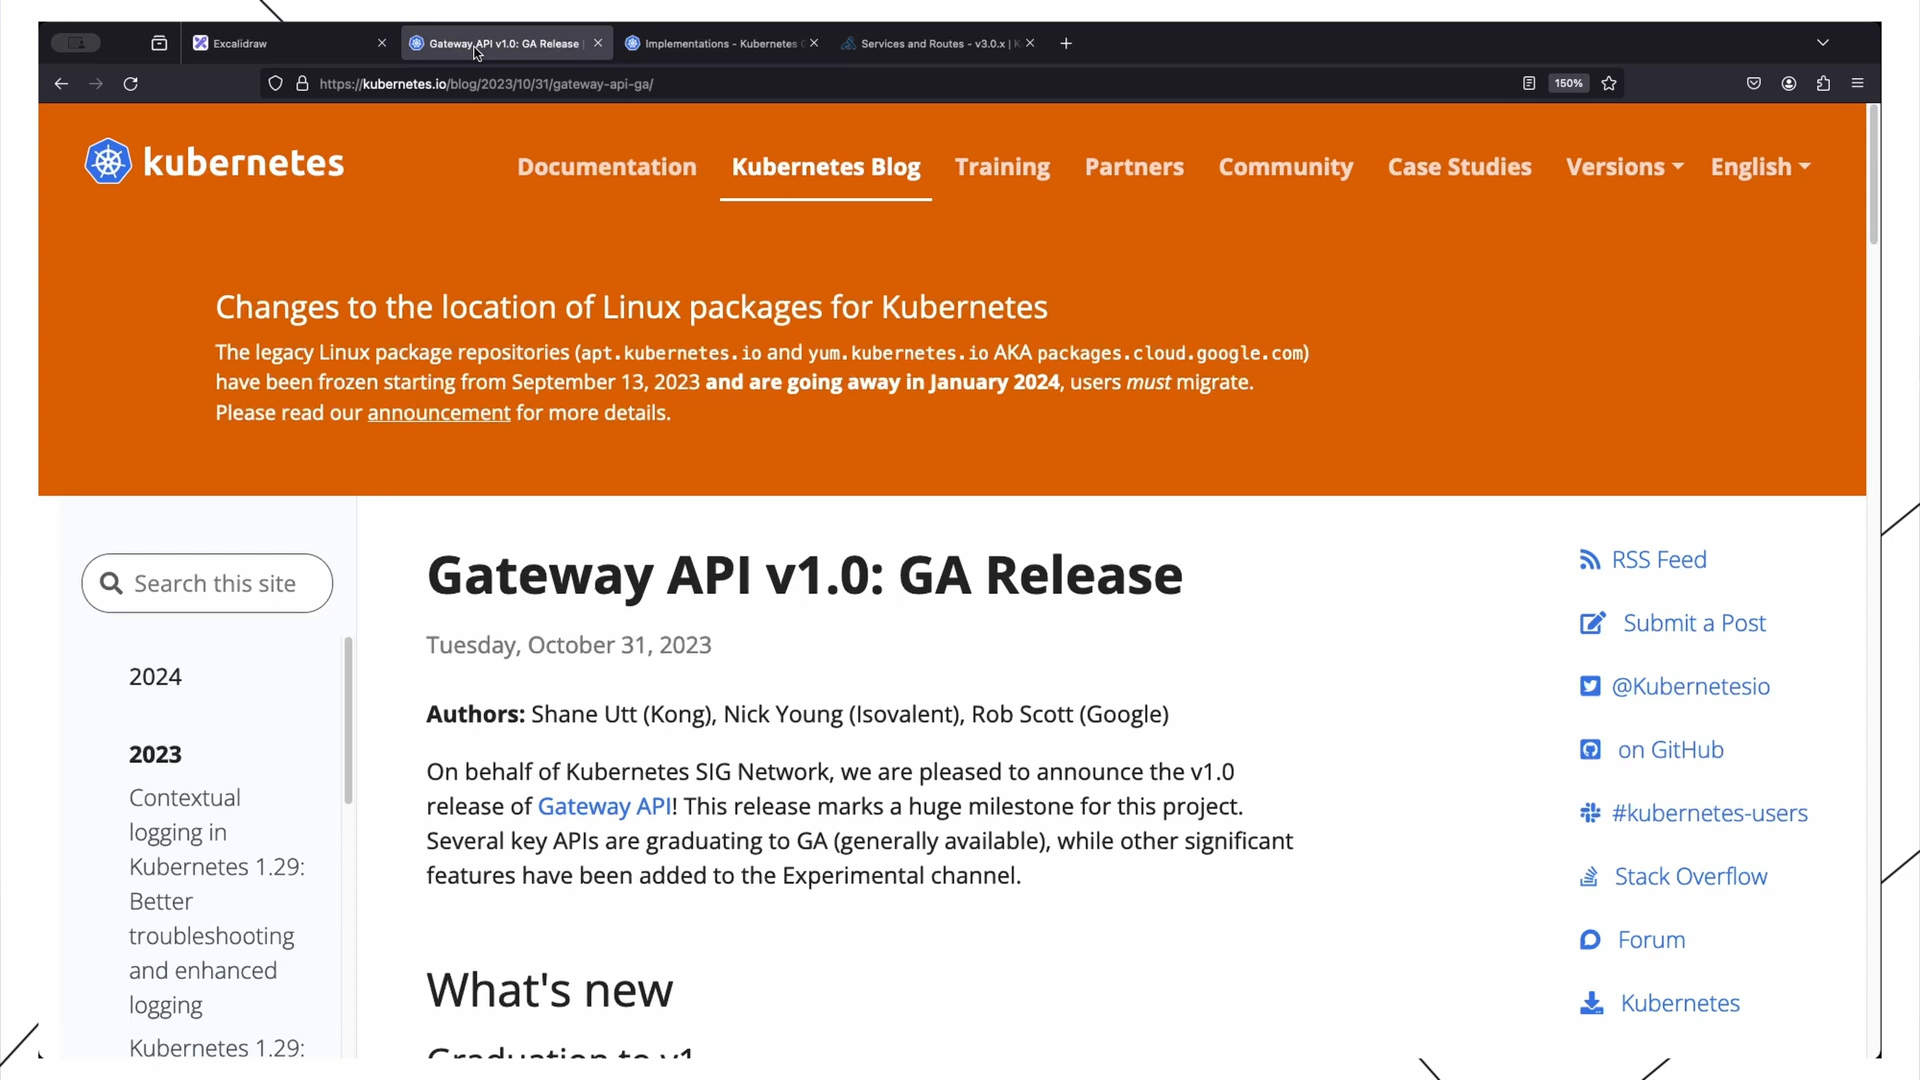 Excalidraw
Gateway API v1.0: GA Release
Implementations - Kubernetes
Services and Routes - v3.0.x |
https://kubernetes.io/blog/2023/10/31/gateway-api-ga/
150%
kubernetes
Documentation
Kubernetes Blog
Training
Partners
Community
Case Studies
Versions
English
Changes to the location of Linux packages for Kubernetes
The legacy Linux package repositories (apt.kubernetes.io and yum.kubernetes.io AKA packages.cloud.google.com)
have been frozen starting from September 13, 2023 and are going away in January 2024, users must migrate.
Please read our announcement for more details.
Search this site
2024
2023
Contextual
logging in
Kubernetes 1.29:
Better
troubleshooting
and enhanced
logging
Kubernetes 1.29:
Gateway API v1.0: GA Release
Tuesday, October 31, 2023
Authors: Shane Utt (Kong), Nick Young (Isovalent), Rob Scott (Google)
On behalf of Kubernetes SIG Network, we are pleased to announce the v1.0
release of Gateway API! This release marks a huge milestone for this project.
Several key APIs are graduating to GA (generally available), while other significant
features have been added to the Experimental channel.
What's new
Graduation to v1
RSS Feed
Submit a Post
@Kubernetesio
on GitHub
#kubernetes-users
Stack Overflow
Forum
Kubernetes